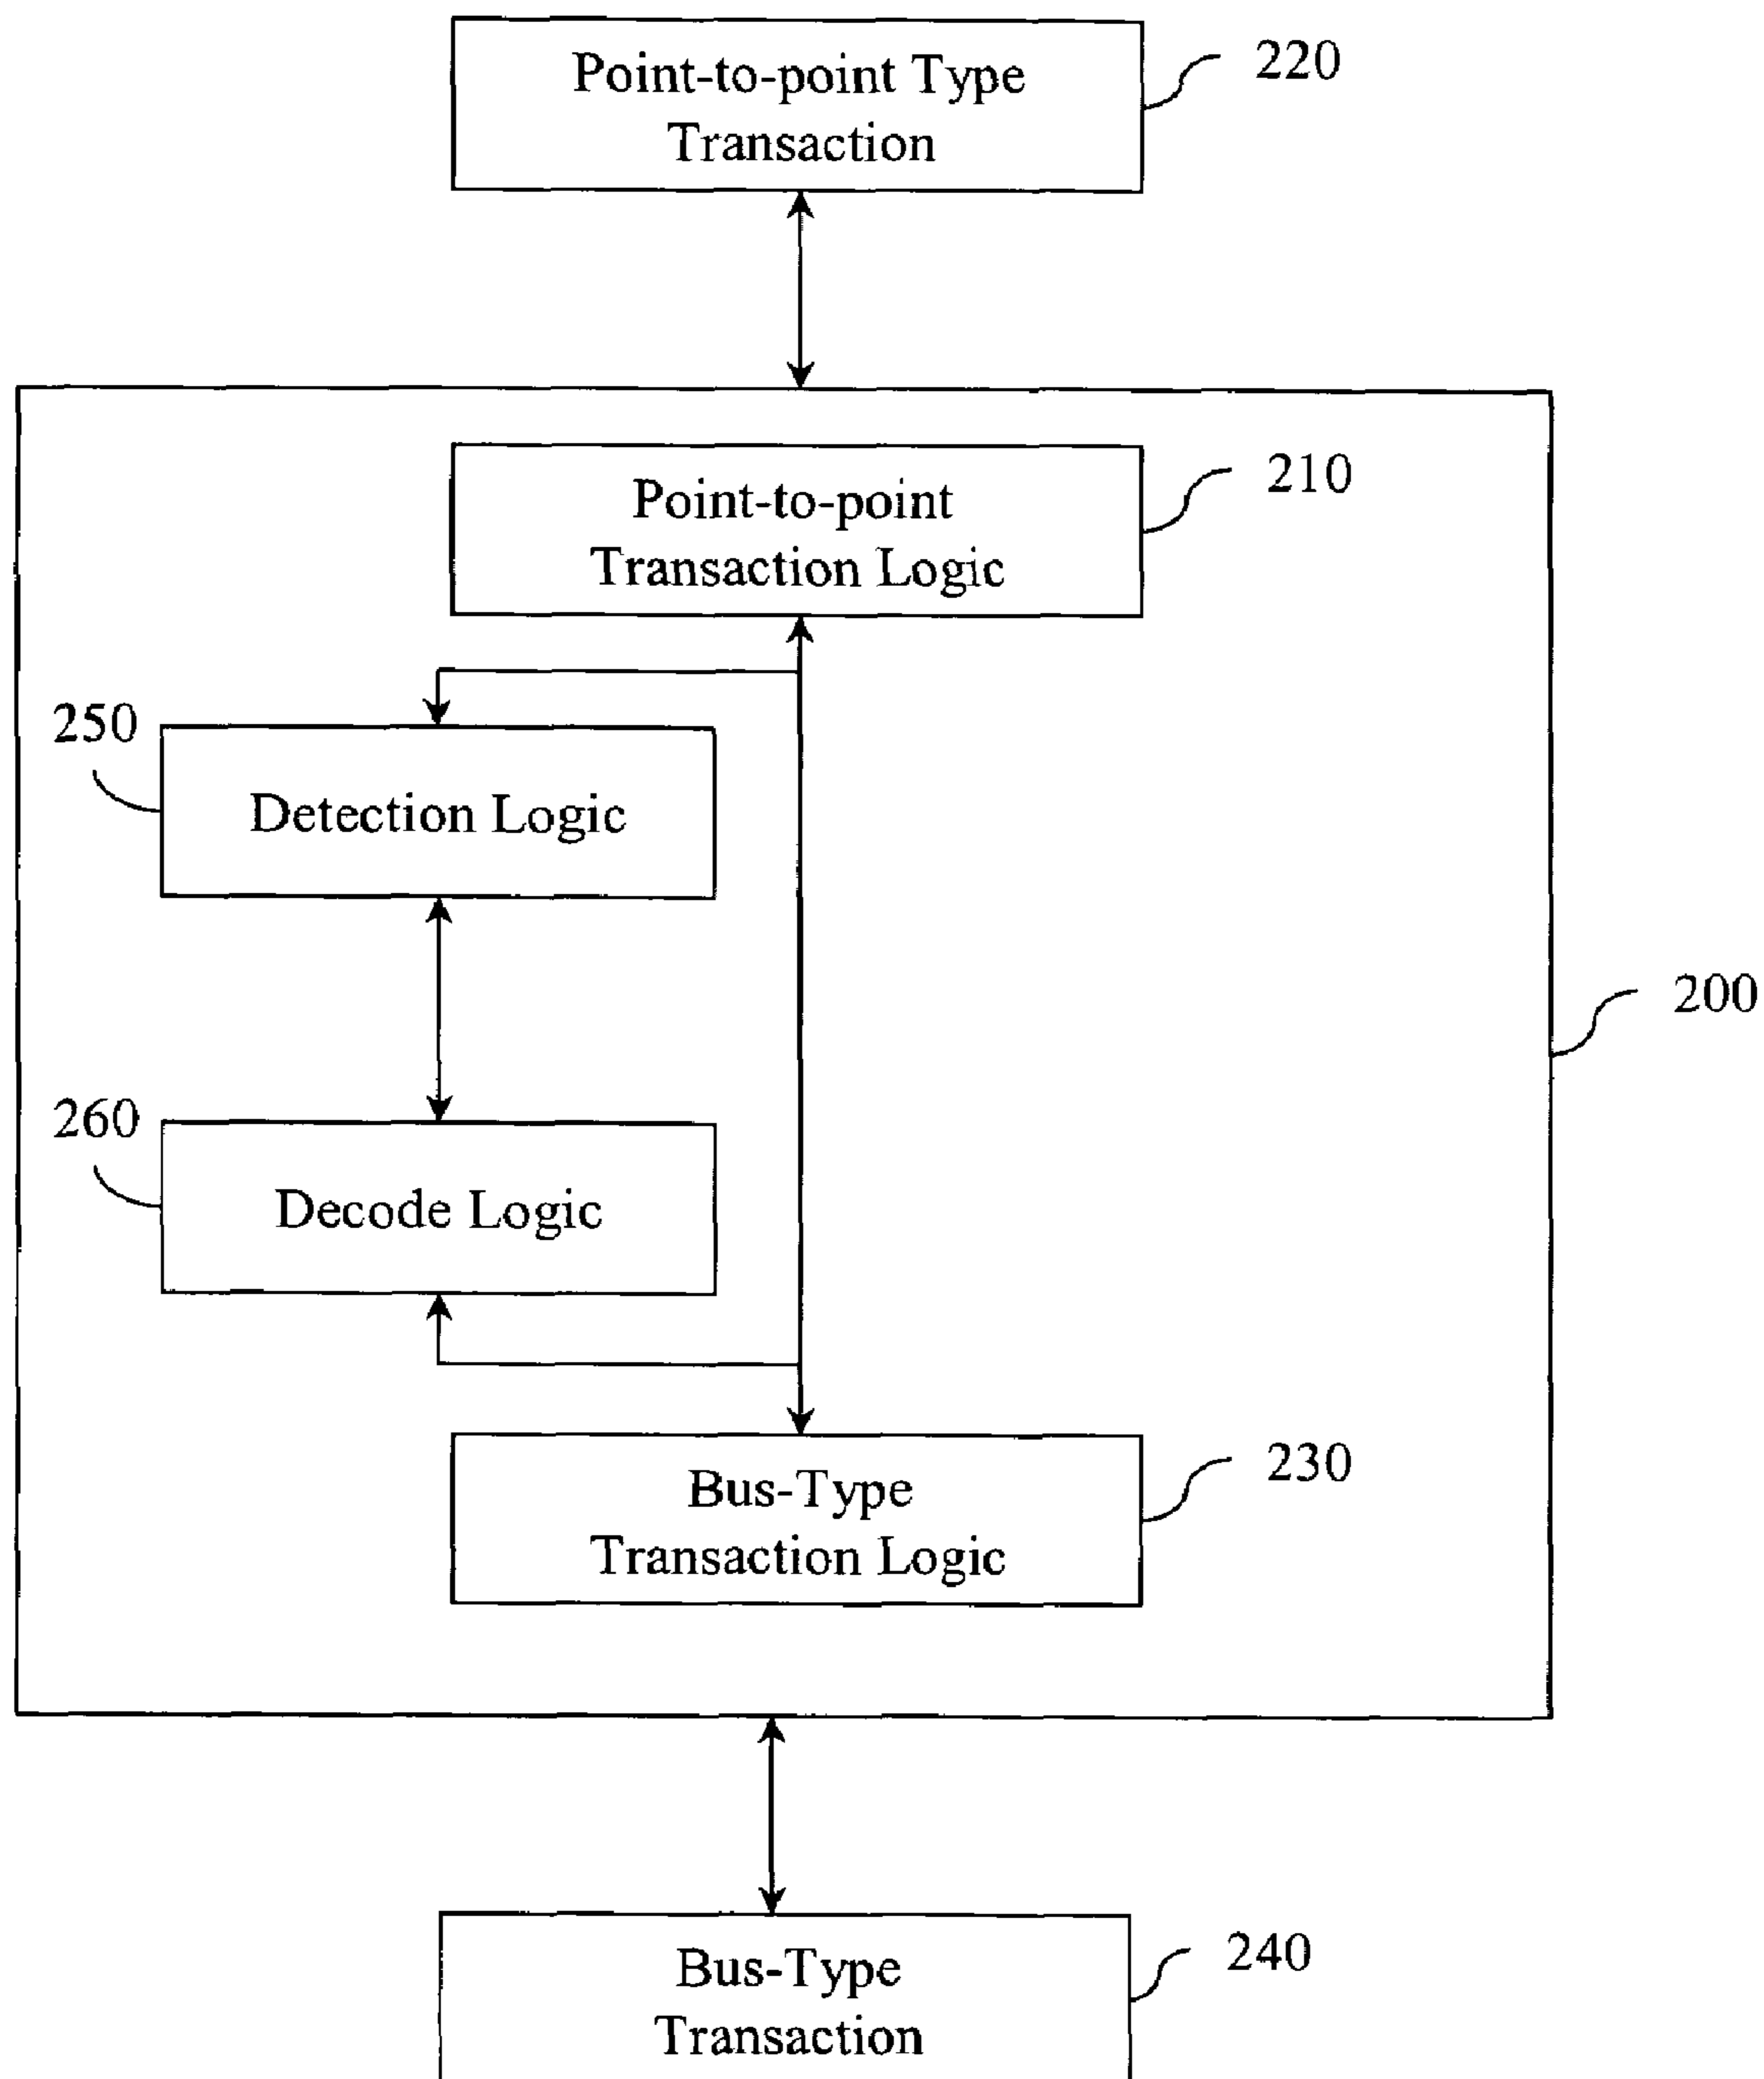 Point-to-point Type
Transaction
220
Point-to-point
Transaction Logic
210
250
Detection Logic
200
260
Decode Logic
Bus-Type
Transaction Logic
230
Bus-Type
Transaction
240